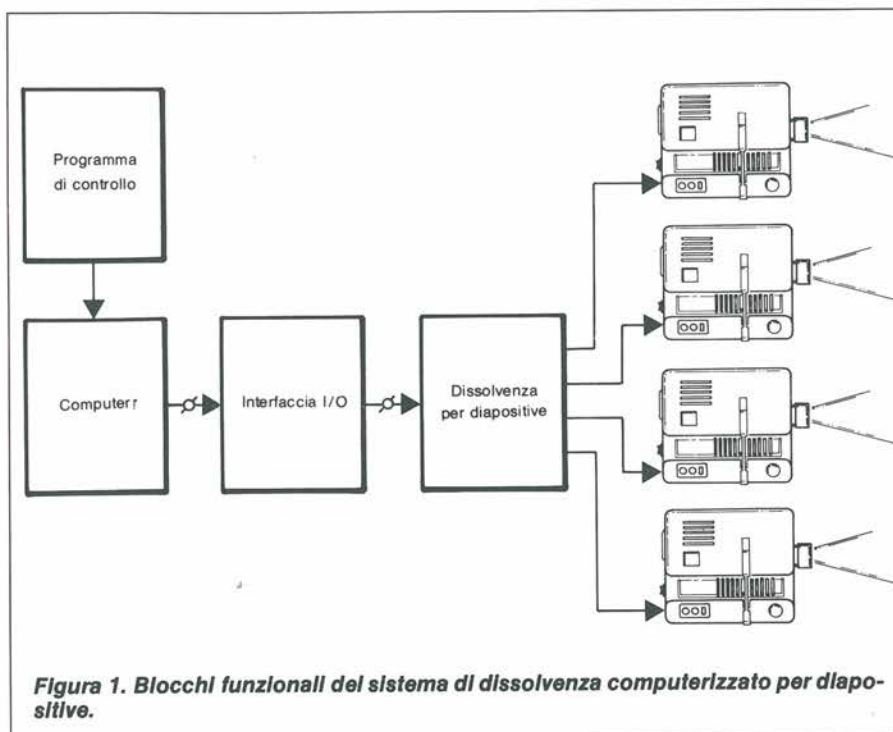 Programma
di controllo
Computer
Interfaccia I/O
Dissolvenza
per diapositive
Figura 1. Blocchi funzionali del sistema di dissolvenza computerizzato per diapo-
sitive.